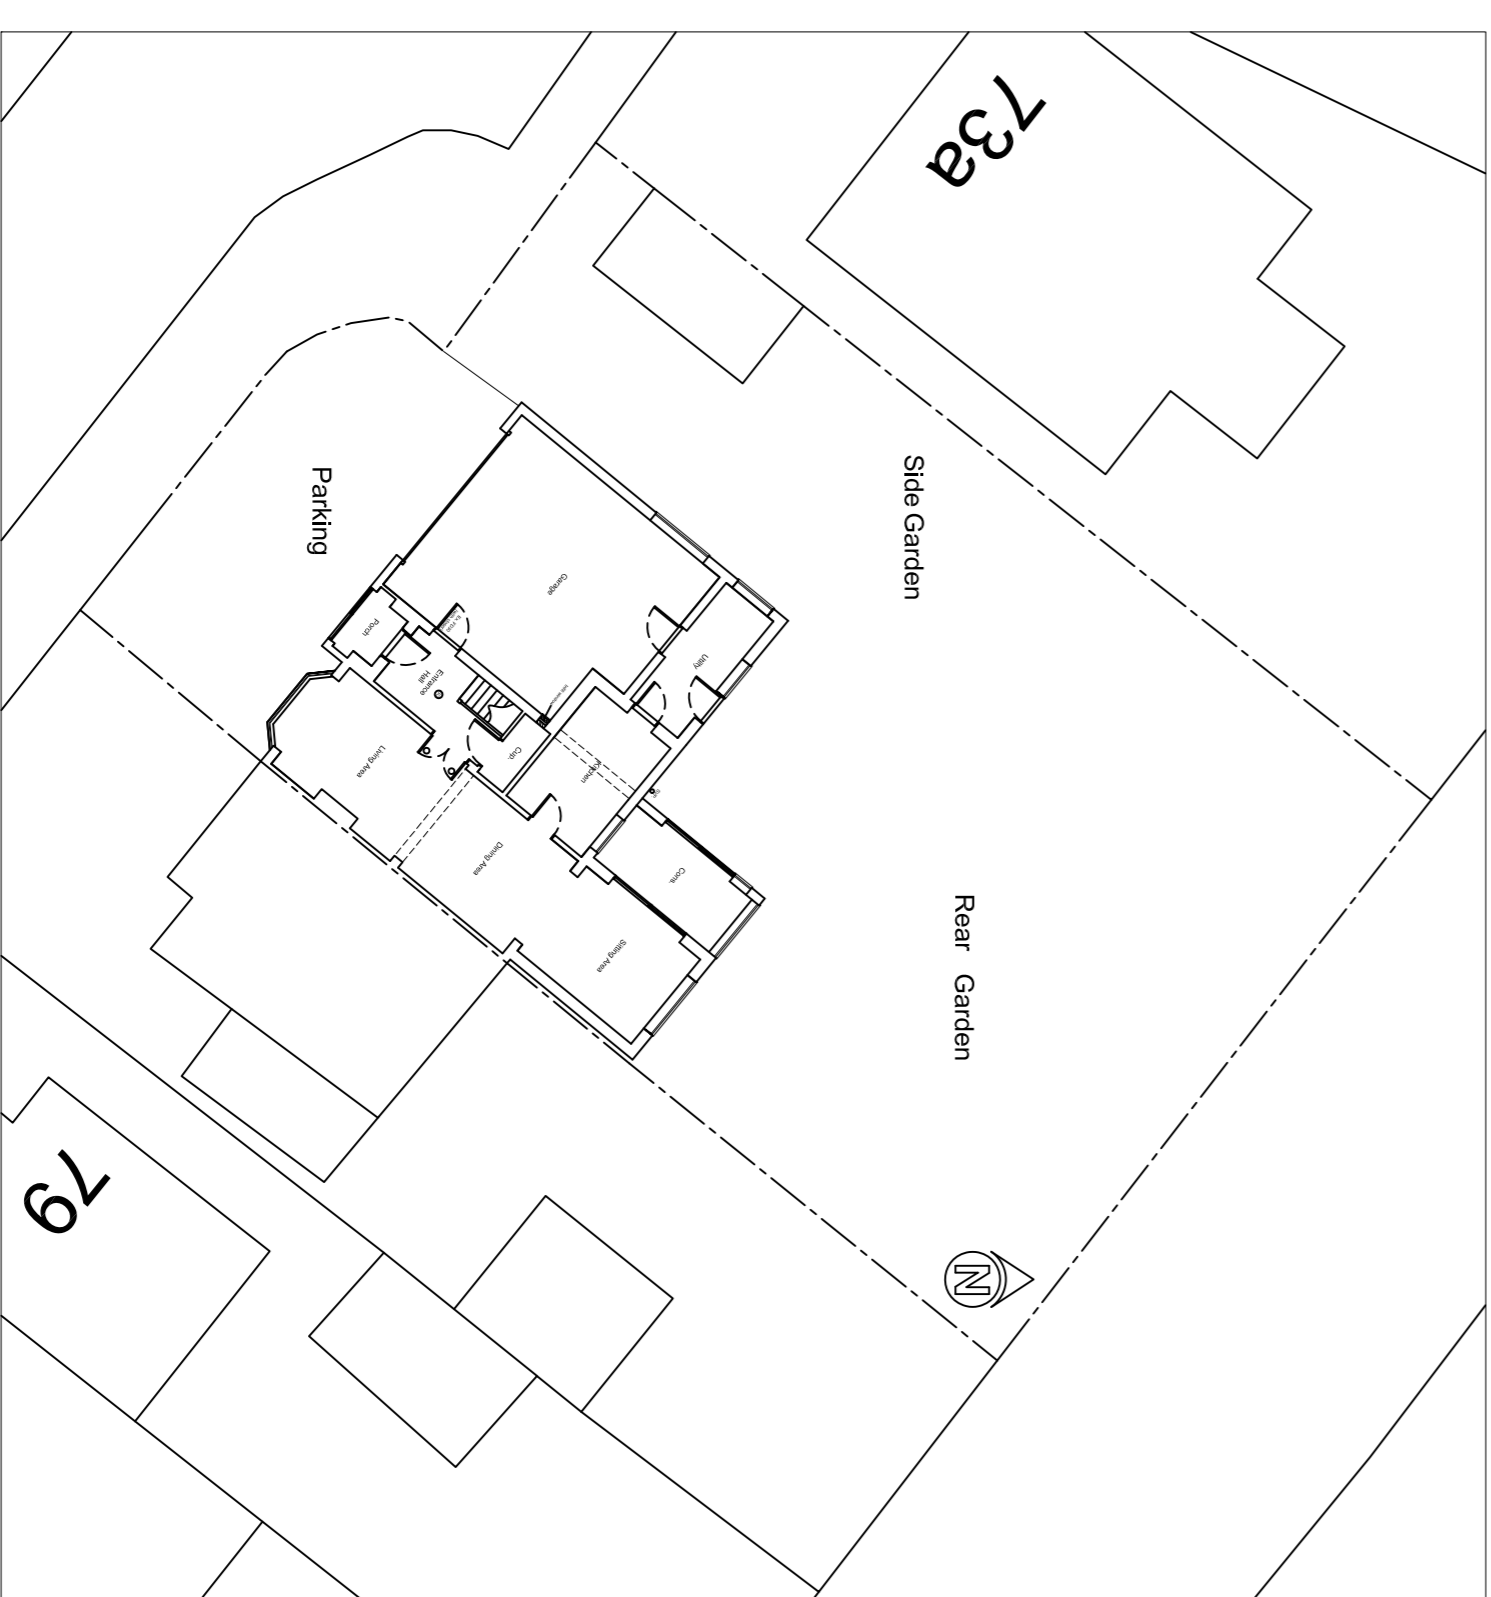 73a
Side Garden
Parking
Garage
Utility
Porch
Entrance
Hall
Cup.
Kitchen
Living Area
Dining Area
Cons.
Sitting Area
Rear Garden
79
N